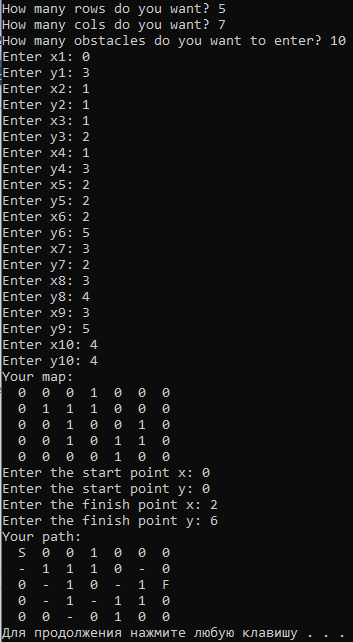 How many rows do you want? 5
How many cols do you want? 7
How many obstacles do you want to enter? 10
Enter x1: 0
Enter y1: 3
Enter x2: 1
Enter y2: 1
Enter x3: 1
Enter y3: 2
Enter x4: 1
Enter y4: 3
Enter x5: 2
Enter y5: 2
Enter x6: 2
Enter y6: 5
Enter x7: 3
Enter y7: 2
Enter x8: 3
Enter y8: 4
Enter x9: 3
Enter y9: 5
Enter x10: 4
Enter y10: 4
Your map:
0 0 0 1 0 0 0
0 1 1 1 0 0 0
0 0 1 0 0 1 0
0 0 1 0 1 1 0
0 0 0 0 1 0 0
Enter the start point x: 0
Enter the start point y: 0
Enter the finish point x: 2
Enter the finish point y: 6
Your path:
S 0 0 1 0 0 0
- 1 1 1 0 - 0
0 - 1 0 - 1 F
0 - 1 - 1 1 0
0 0 - 0 1 0 0
Для продолжения нажмите любую клавишу . . .